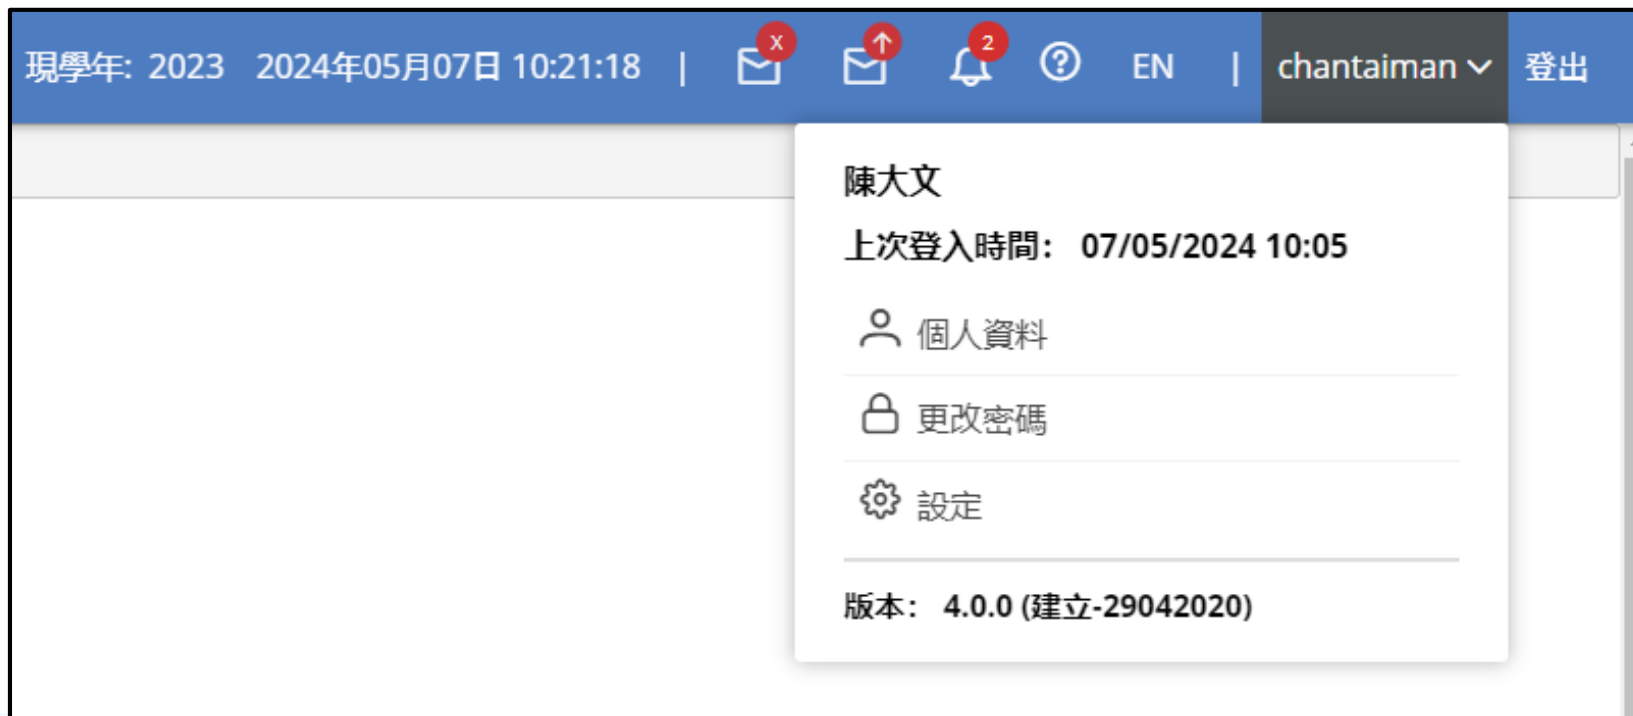 現學年: 2023 2024年05月07日 10:21:18 | X 2 EN | chantaiman 登出
陳大文
上次登入時間: 07/05/2024 10:05
個人資料
更改密碼
設定
版本: 4.0.0 (建立-29042020)